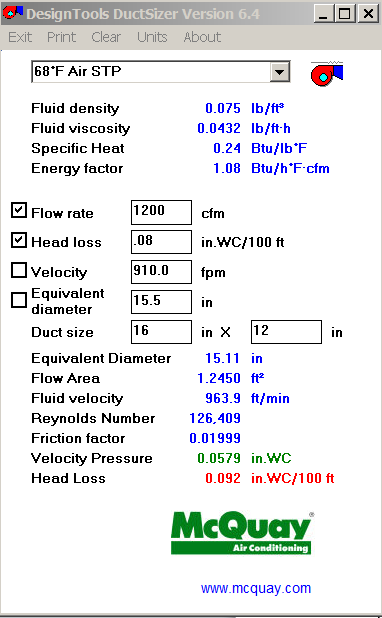 DesignTools DuctSizer Version 6.4
Exit Print Clear Units About
68*F Air STP
Fluid density 0.075 lb/ft³
Fluid viscosity 0.0432 lb/ft·h
Specific Heat 0.24 Btu/lb*F
Energy factor 1.08 Btu/h*F·cfm
Flow rate 1200 cfm
Head loss .08 in.WC/100 ft
Velocity 910.0 fpm
Equivalent
diameter 15.5 in
Duct size 16 in X 12 in
Equivalent Diameter 15.11 in
Flow Area 1.2450 ft²
Fluid velocity 963.9 ft/min
Reynolds Number 126,409
Friction factor 0.01999
Velocity Pressure 0.0579 in.WC
Head Loss 0.092 in.WC/100 ft
McQuay®
Air Conditioning
www.mcquay.com